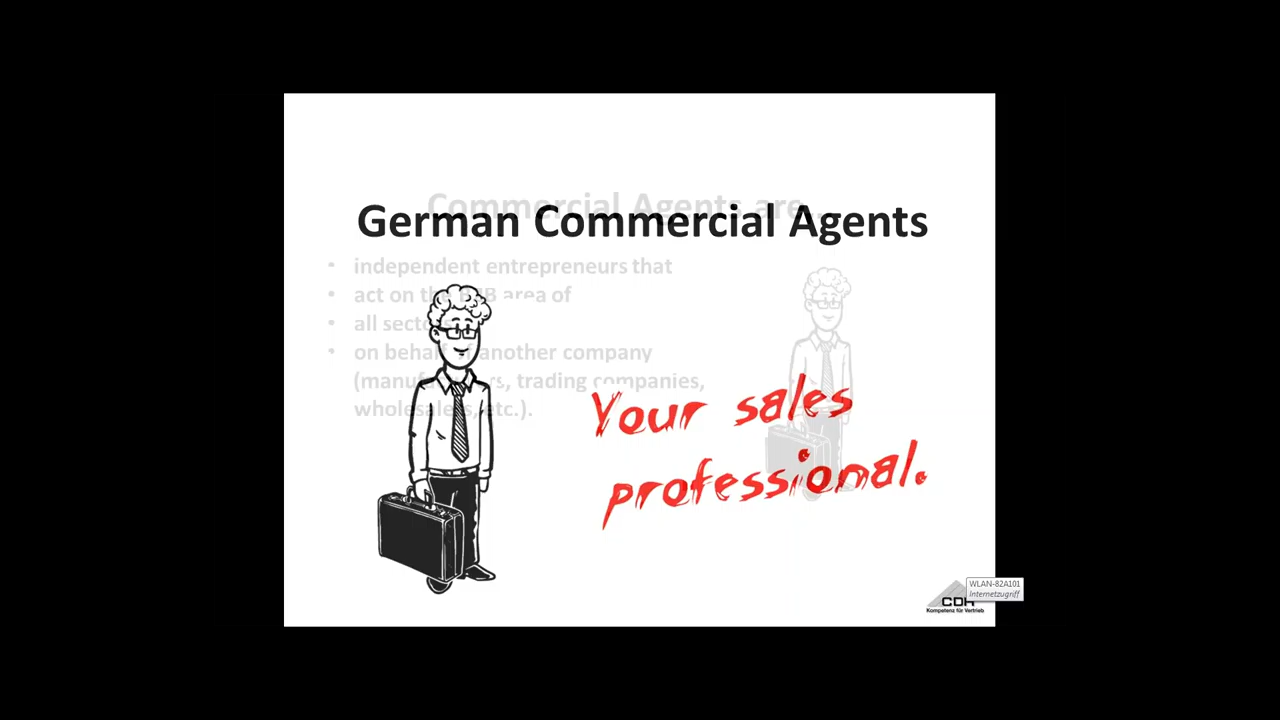 Commercial Agents are...
German Commercial Agents
• independent entrepreneurs that
• act on the B2B area of
• all sectors
• on behalf of another company
(manufacturers, trading companies,
wholesalers, etc.).
Your sales
professional.
WLAN-82A101
Internetzugriff
CDH
Kompetenz für Vertrieb